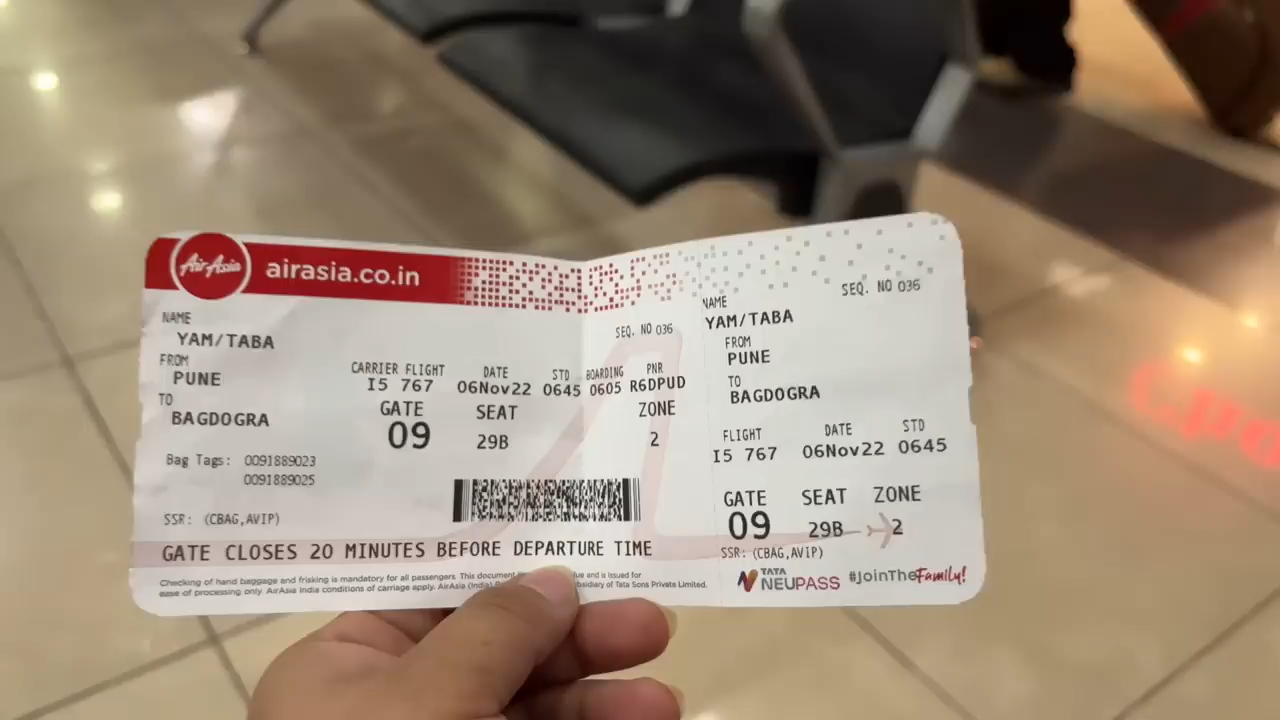 AirAsia airasia.co.in
NAME
YAM/TABA
FROM
PUNE
TO
BAGDOGRA
SEQ. NO 036
CARRIER FLIGHT DATE STD BOARDING PNR
I5 767 06Nov22 0645 0605 R6DPUD
GATE SEAT ZONE
09 29B 2
Bag Tags: 0091889023
0091889025
SSR: (CBAG,AVIP)
GATE CLOSES 20 MINUTES BEFORE DEPARTURE TIME
Checking of hand baggage and frisking is mandatory for all passengers. This document and is issued for
ease of processing only. AirAsia India conditions of carriage apply. AirAsia (India) of Tata Sons Private Limited.
SEQ. NO 036
NAME
YAM/TABA
FROM
PUNE
TO
BAGDOGRA
FLIGHT DATE STD
I5 767 06Nov22 0645
GATE SEAT ZONE
09 29B 2
SSR: (CBAG,AVIP)
TATA
NEUPASS #JoinTheFamily!